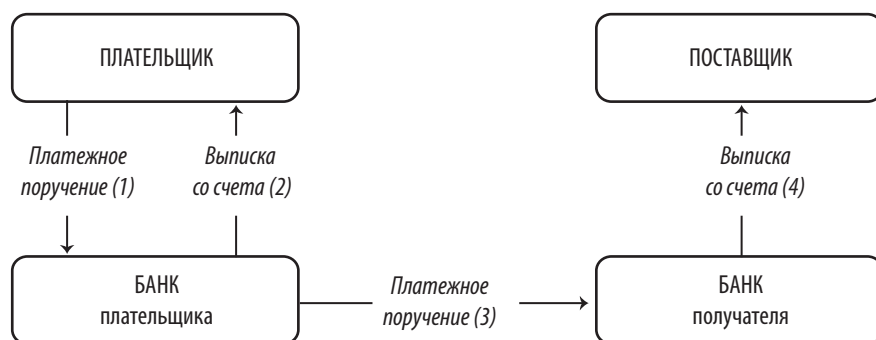 ПЛАТЕЛЬЩИК
ПОСТАВЩИК
Платежное
поручение (1)
Выписка
со счета (2)
Выписка
со счета (4)
БАНК
плательщика
Платежное
поручение (3)
БАНК
получателя